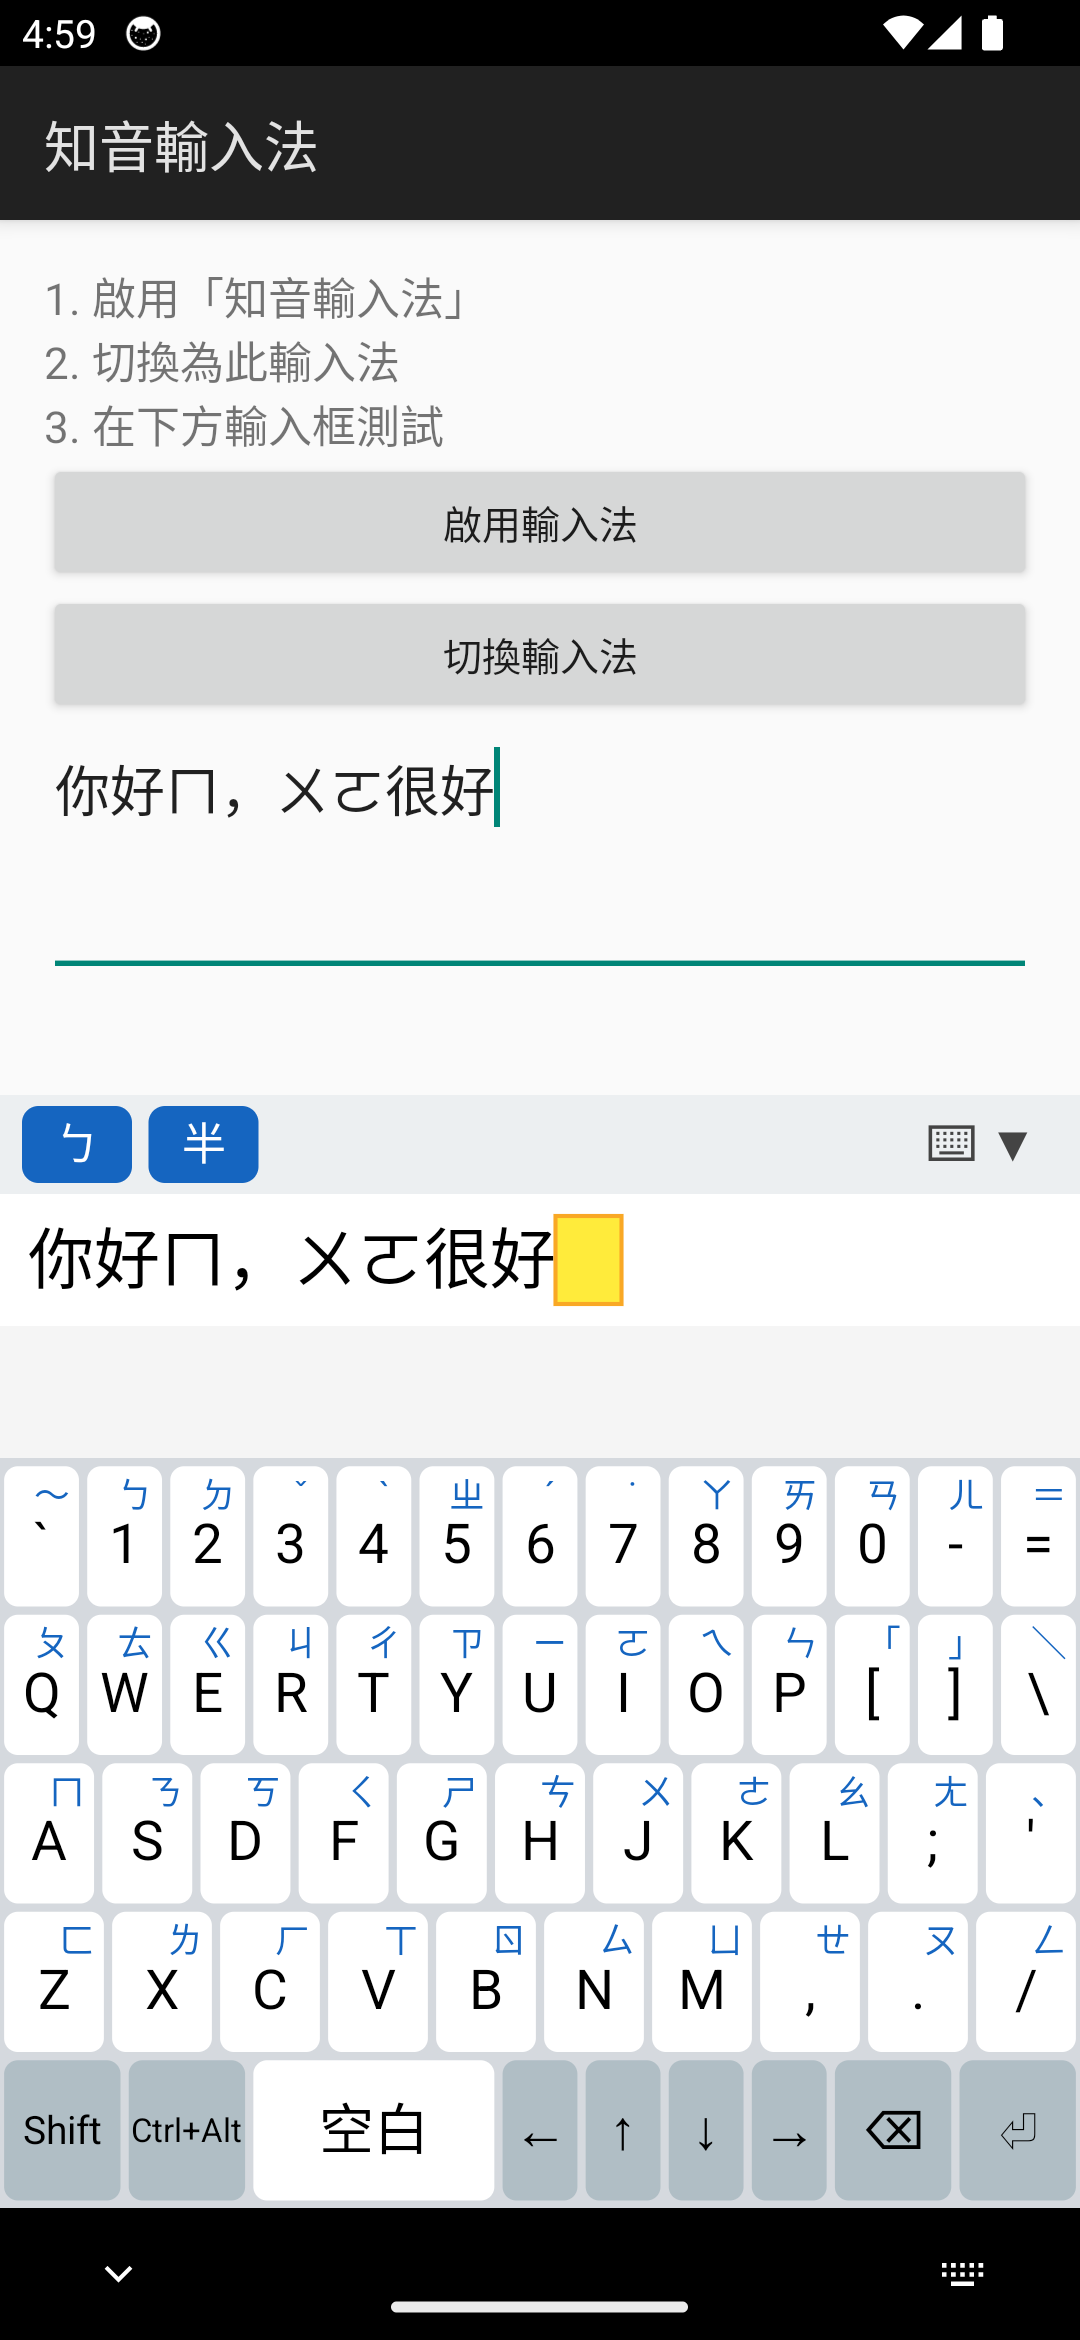 4:59
知音輸入法
1. 啟用「知音輸入法」
2. 切換為此輸入法
3. 在下方輸入框測試
啟用輸入法
切換輸入法
你好ㄇ，ㄨㄛ很好
ㄅ 半 ▼
你好ㄇ，ㄨㄛ很好
～ ㄅ ㄉ ˇ ˋ ㄓ ˊ ˙ ㄚ ㄞ ㄢ ㄦ ＝
` 1 2 3 4 5 6 7 8 9 0 - =
ㄆ ㄊ ㄍ ㄐ ㄔ ㄗ ㄧ ㄛ ㄟ ㄣ 「 」 ＼
Q W E R T Y U I O P [ ] \
ㄇ ㄋ ㄎ ㄑ ㄕ ㄘ ㄨ ㄜ ㄠ ㄤ 、
A S D F G H J K L ; '
ㄈ ㄌ ㄏ ㄒ ㄖ ㄙ ㄩ ㄝ ㄡ ㄥ
Z X C V B N M , . /
Shift Ctrl+Alt 空白 ← ↑ ↓ → ⌫ ⏎